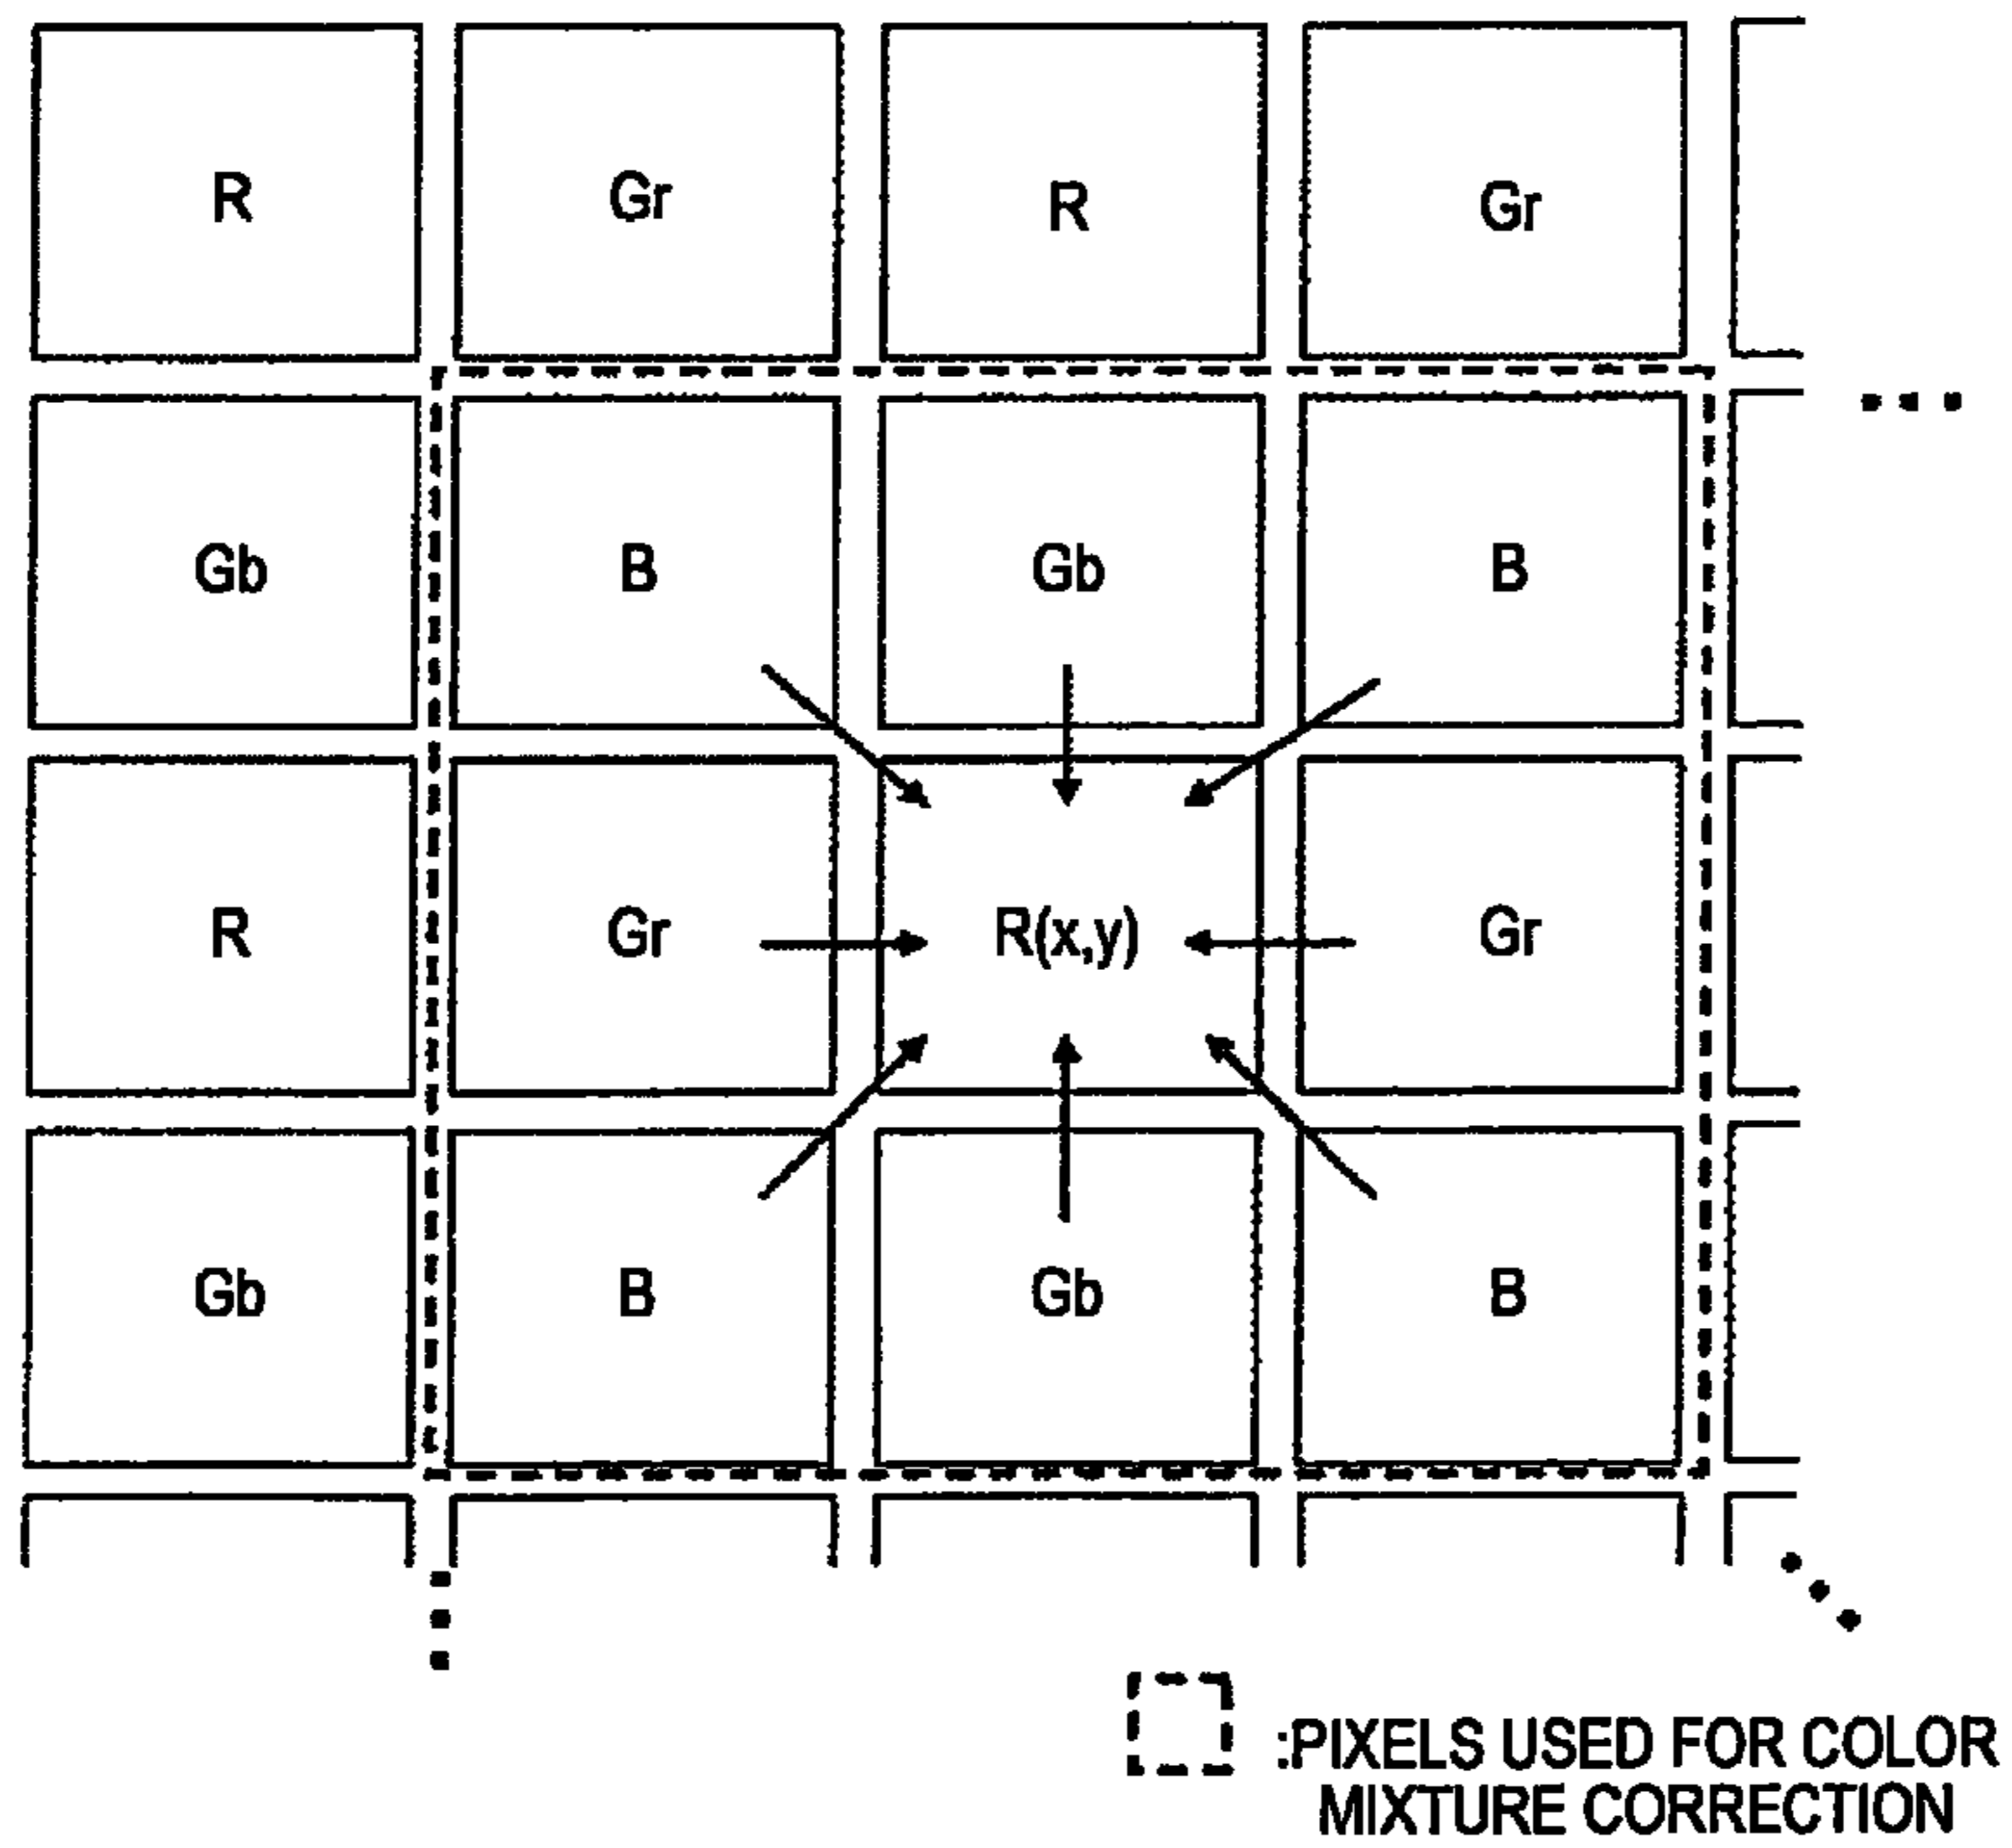 R Gr R Gr
Gb B Gb B
R Gr R(x,y) Gr
Gb B Gb B
:PIXELS USED FOR COLOR
MIXTURE CORRECTION